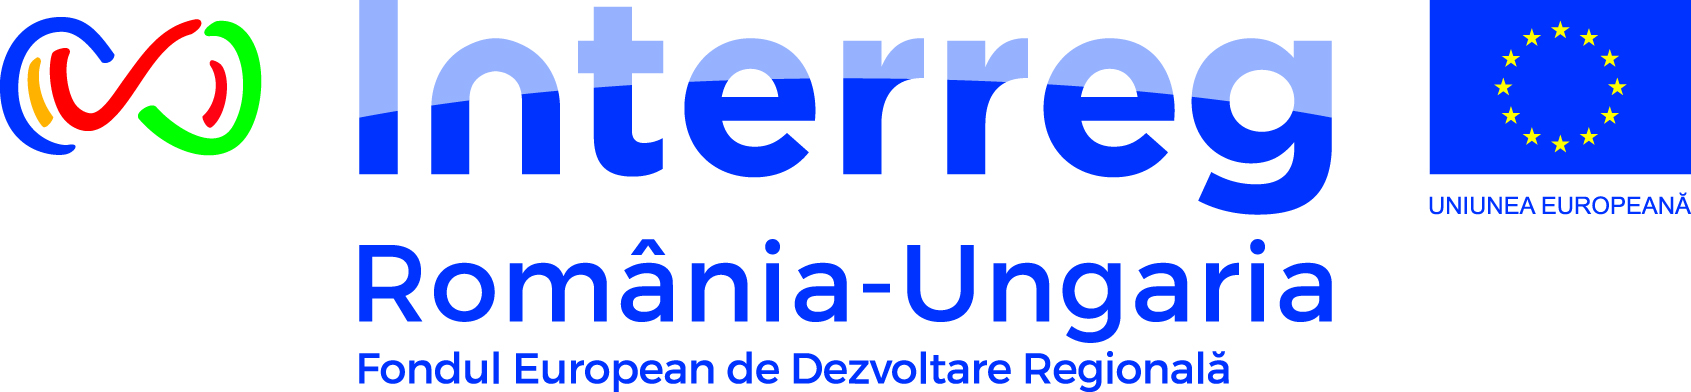 Interreg
UNIUNEA EUROPEANĂ
România-Ungaria
Fondul European de Dezvoltare Regională